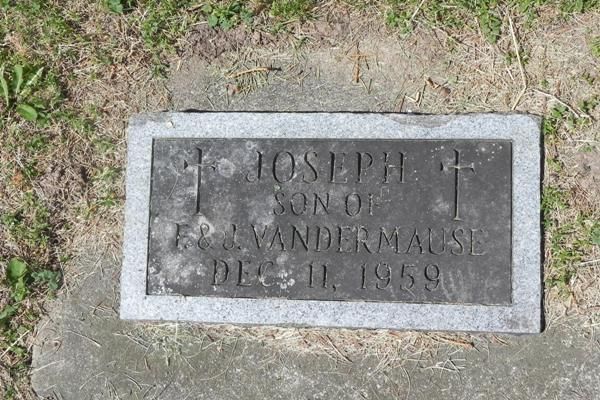 JOSEPH
SON OF
F. & J. VANDERMAUSE
DEC. 11, 1959